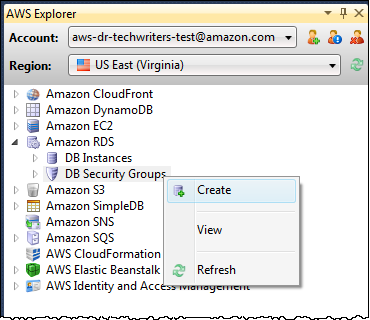 AWS Explorer
Account: aws-dr-techwriters-test@amazon.com
Region: US East (Virginia)
Amazon CloudFront
Amazon DynamoDB
Amazon EC2
Amazon RDS
DB Instances
DB Security Groups
Amazon S3
Amazon SimpleDB
Amazon SNS
Amazon SQS
AWS CloudFormation
AWS Elastic Beanstalk
AWS Identity and Access Management
Create
View
Refresh